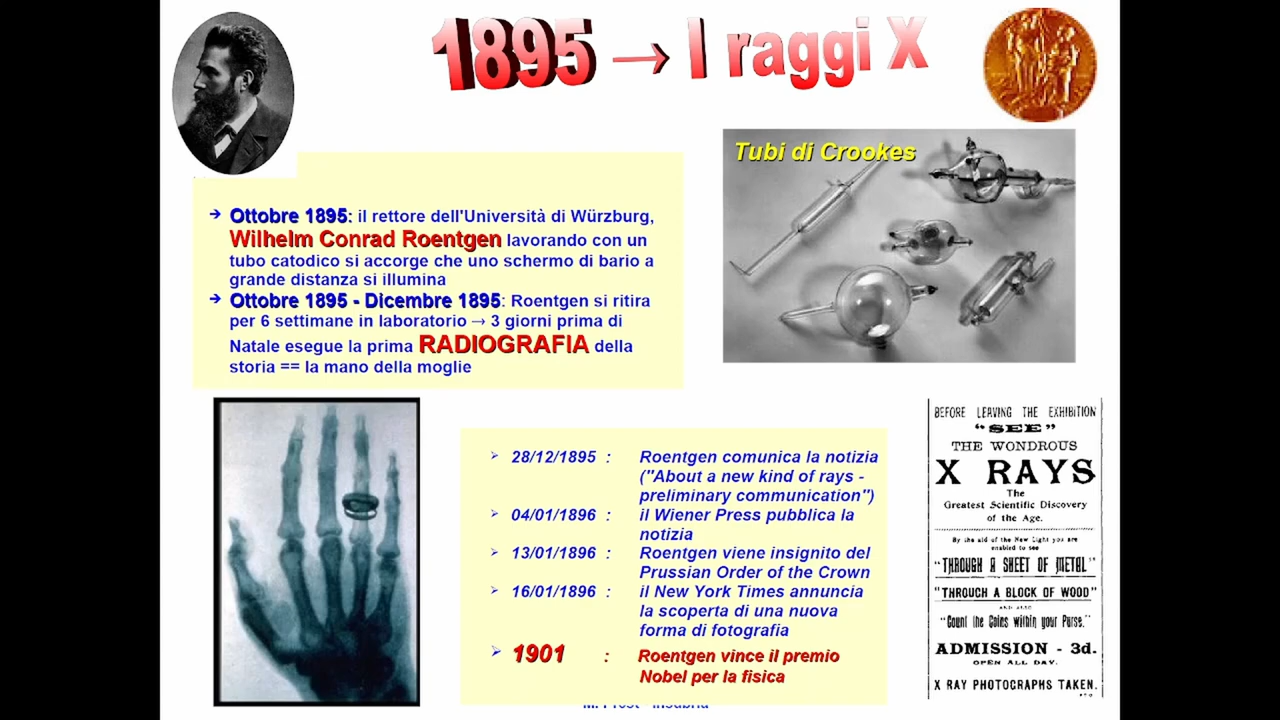 1895 → I raggi X
Tubi di Crookes
➔ Ottobre 1895: il rettore dell'Università di Würzburg,
Wilhelm Conrad Roentgen lavorando con un
tubo catodico si accorge che uno schermo di bario a
grande distanza si illumina
➔ Ottobre 1895 - Dicembre 1895: Roentgen si ritira
per 6 settimane in laboratorio → 3 giorni prima di
Natale esegue la prima RADIOGRAFIA della
storia == la mano della moglie
➢ 28/12/1895 : Roentgen comunica la notizia
("About a new kind of rays -
preliminary communication")
➢ 04/01/1896 : il Wiener Press pubblica la
notizia
➢ 13/01/1896 : Roentgen viene insignito del
Prussian Order of the Crown
➢ 16/01/1896 : il New York Times annuncia
la scoperta di una nuova
forma di fotografia
➢ 1901 : Roentgen vince il premio
Nobel per la fisica
BEFORE LEAVING THE EXHIBITION
"SEE"
THE WONDROUS
X RAYS
The
Greatest Scientific Discovery
of the Age.
By the aid of the New Light you are
enabled to see
"THROUGH A SHEET OF METAL"
"THROUGH A BLOCK OF WOOD"
AND ALSO
"Count the Coins within your Purse."
ADMISSION - 3d.
OPEN ALL DAY.
X RAY PHOTOGRAPHS TAKEN.